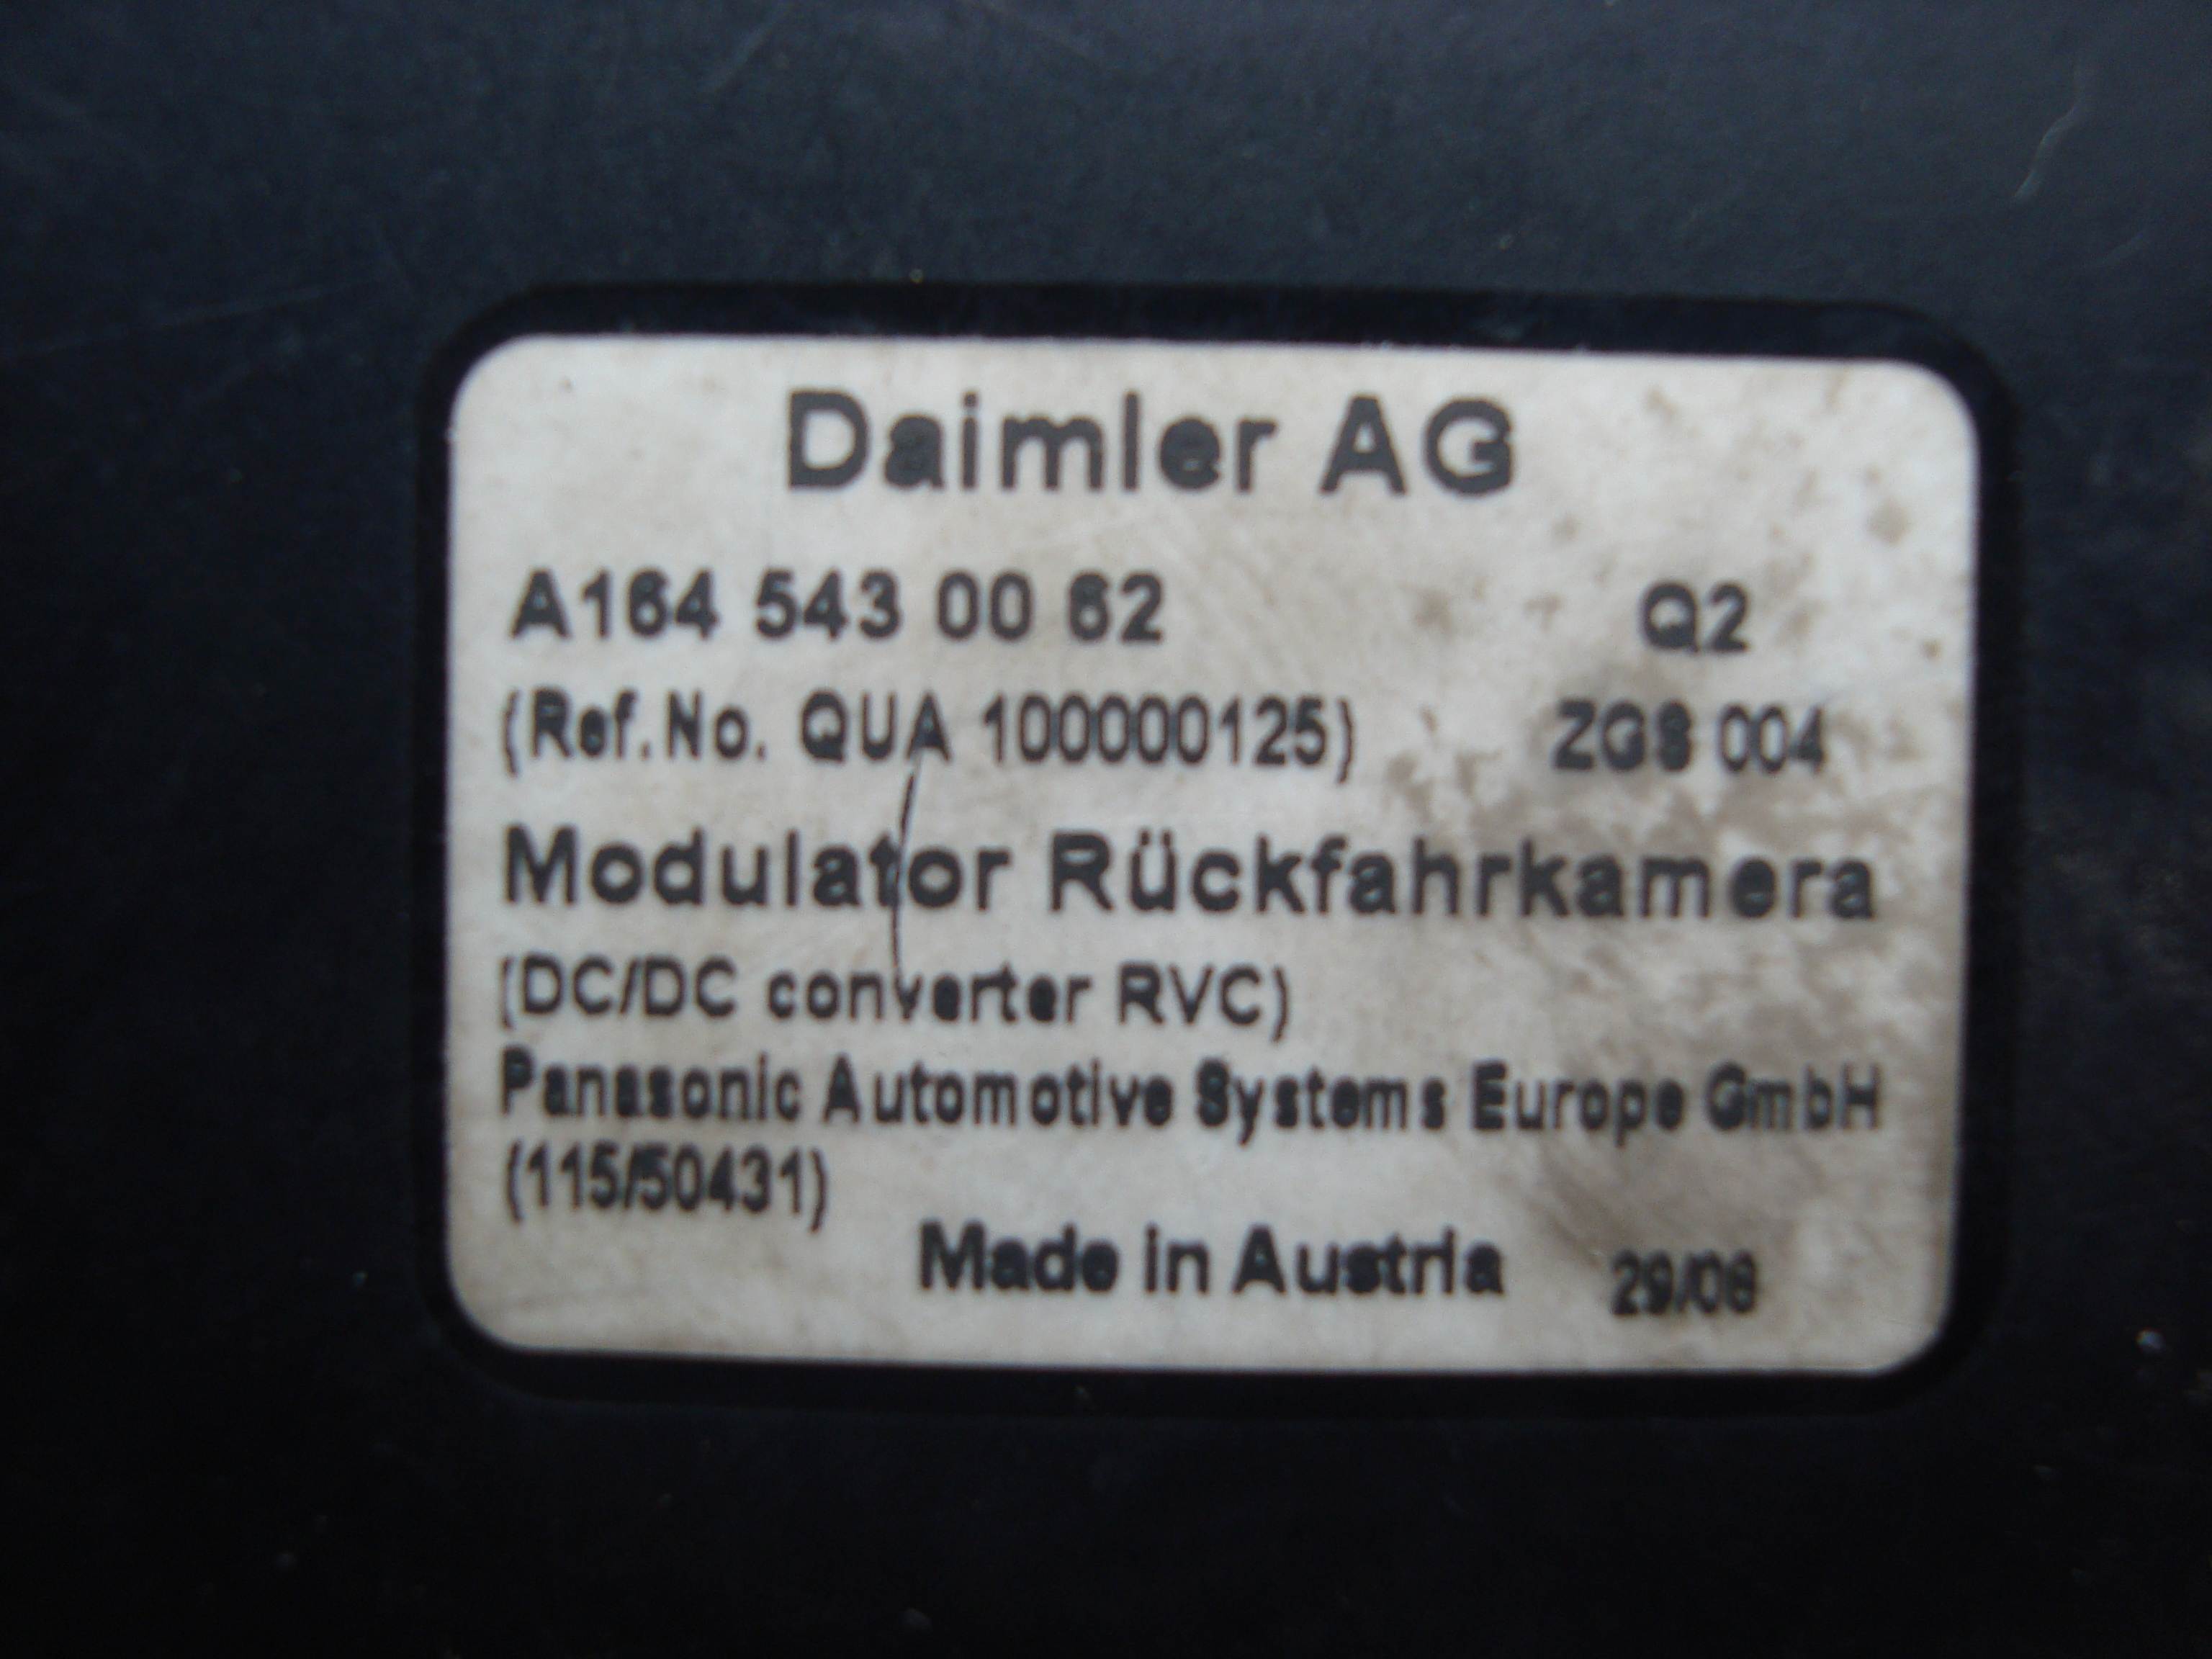 Daimler AG
A164 543 00 62 Q2
(Ref.No. QUA 100000125) ZGS 004
Modulator Rückfahrkamera
(DC/DC converter RVC)
Panasonic Automotive Systems Europe GmbH
(115/50431)
Made in Austria 29/08